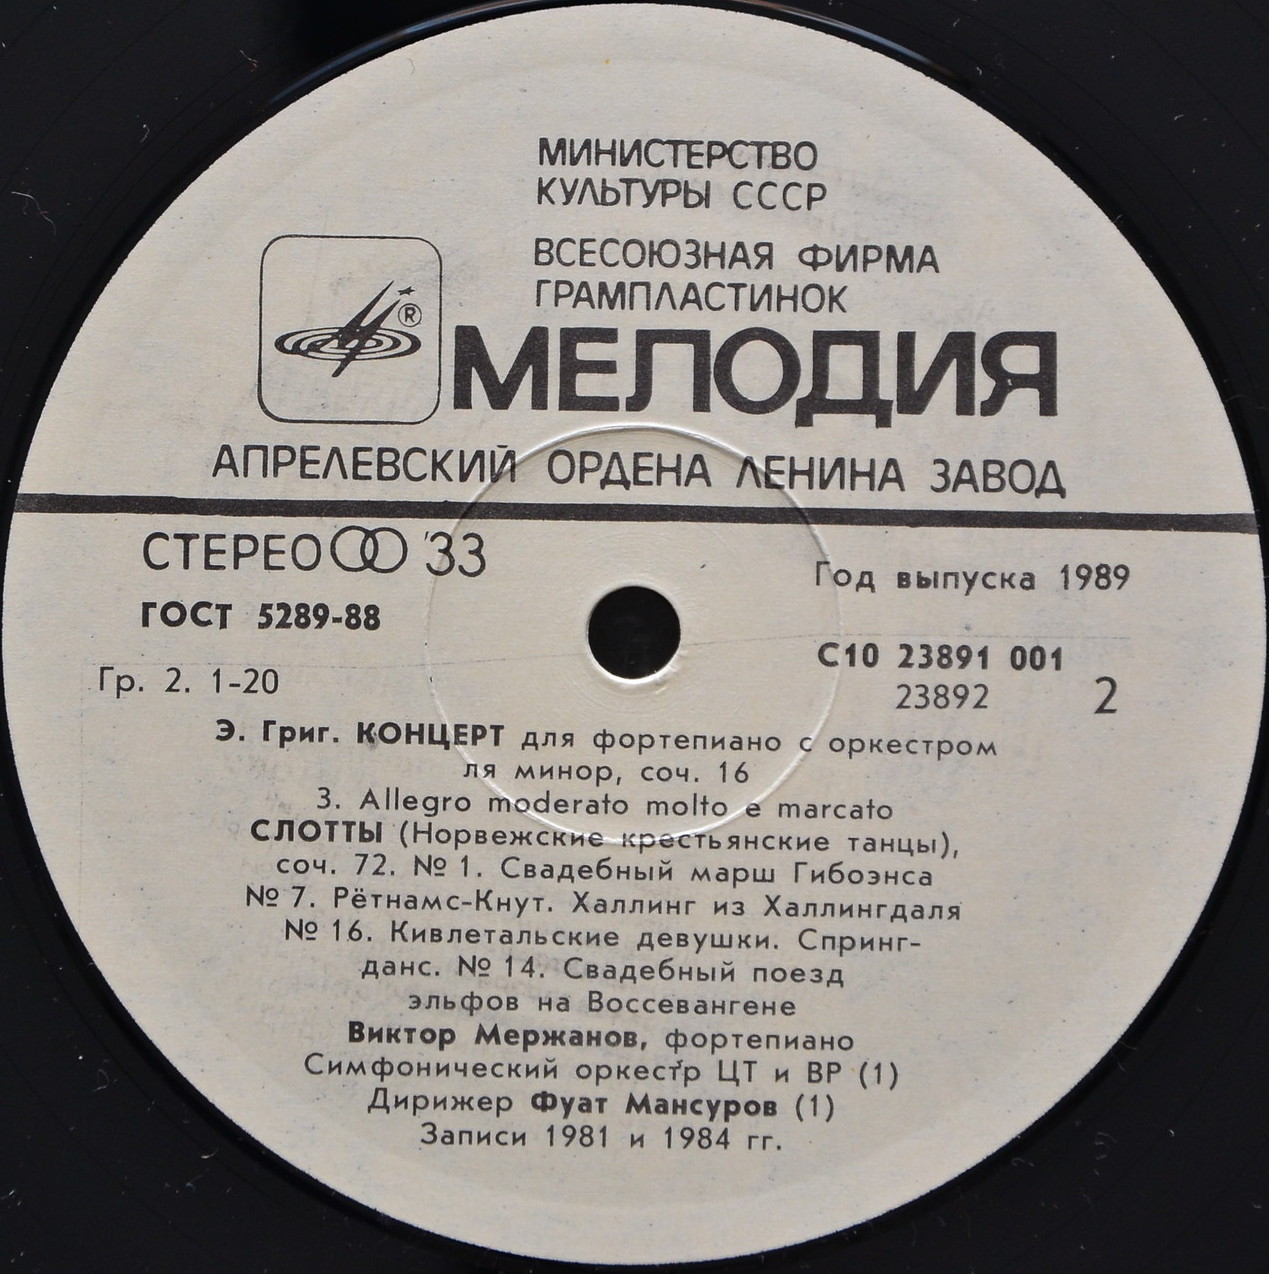 МИНИСТЕРСТВО
КУЛЬТУРЫ СССР
ВСЕСОЮЗНАЯ ФИРМА
ГРАМПЛАСТИНОК
®
МЕЛОДИЯ
АПРЕЛЕВСКИЙ ОРДЕНА ЛЕНИНА ЗАВОД
СТЕРЕО 33
Год выпуска 1989
ГОСТ 5289-88
С10 23891 001
Гр. 2. 1-20
23892 2
Э. Григ. КОНЦЕРТ для фортепиано с оркестром
ля минор, соч. 16
3. Allegro moderato molto e marcato
СЛОТТЫ (Норвежские крестьянские танцы),
соч. 72. № 1. Свадебный марш Гибоэнса
№ 7. Рётнамс-Кнут. Халлинг из Халлингдаля
№ 16. Кивлетальские девушки. Спринг-
данс. № 14. Свадебный поезд
эльфов на Воссевангене
Виктор Мержанов, фортепиано
Симфонический оркестр ЦТ и ВР (1)
Дирижер Фуат Мансуров (1)
Записи 1981 и 1984 гг.